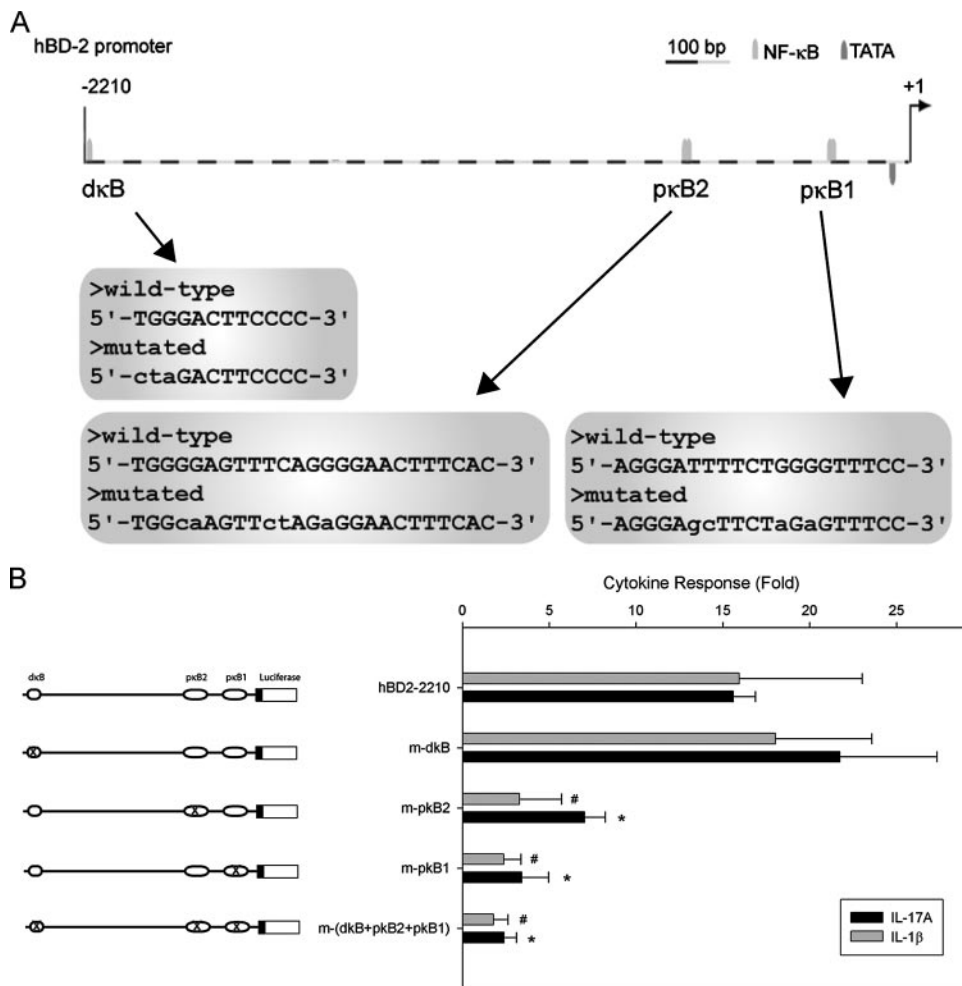 A
hBD-2 promoter
100 bp
NF-κB
TATA
-2210
+1
dκB
pκB2
pκB1
>wild-type
5'-TGGGACTTCCCC-3'
>mutated
5'-ctaGACTTCCCC-3'
>wild-type
5'-TGGGGAGTTTCAGGGGAACTTTCAC-3'
>mutated
5'-TGGcaAGTTctAGaGGAACTTTCAC-3'
>wild-type
5'-AGGGATTTTCTGGGGTTTCC-3'
>mutated
5'-AGGGAgcTTCTaGaGTTTCC-3'
B
Cytokine Response (Fold)
0 5 10 15 20 25
dκB pκB2 pκB1 Luciferase
hBD2-2210
X
m-dkB
X
m-pkB2
#
*
X
m-pkB1
#
*
X X X
m-(dkB+pkB2+pkB1)
#
*
IL-17A
IL-1β